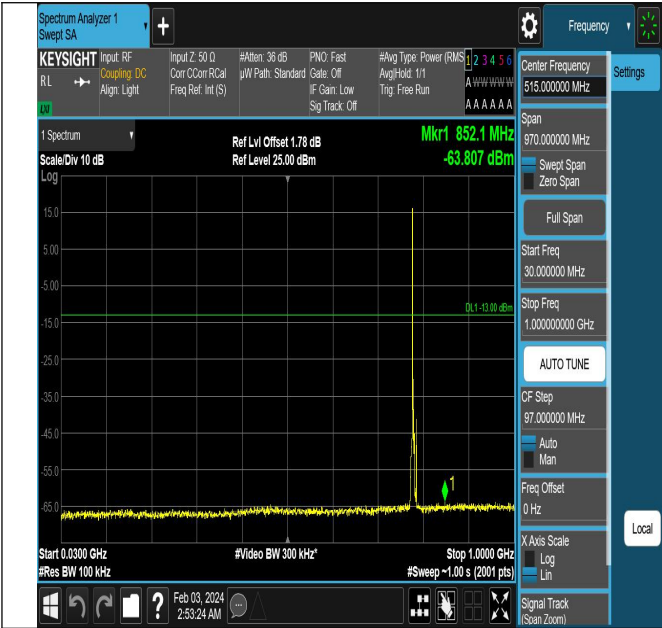 Spectrum Analyzer 1
Swept SA
Frequency
KEYSIGHT
RL
LXI
Input: RF
Coupling: DC
Align: Light
Input Z: 50 Ω
Corr CCorr RCal
Freq Ref: Int (S)
#Atten: 36 dB
µW Path: Standard
PNO: Fast
Gate: Off
IF Gain: Low
Sig Track: Off
#Avg Type: Power (RMS
Avg|Hold: 1/1
Trig: Free Run
1 2 3 4 5 6
A W W W W W
A A A A A A
1 Spectrum
Scale/Div 10 dB
Ref Lvl Offset 1.78 dB
Ref Level 25.00 dBm
Mkr1 852.1 MHz
-63.807 dBm
Log
15.0
5.00
-5.00
-15.0
-25.0
-35.0
-45.0
-55.0
-65.0
DL1 -13.00 dBm
1
Start 0.0300 GHz
#Res BW 100 kHz
#Video BW 300 kHz*
Stop 1.0000 GHz
#Sweep ~1.00 s (2001 pts)
?
Feb 03, 2024
2:53:24 AM
Center Frequency
515.000000 MHz
Span
970.000000 MHz
Swept Span
Zero Span
Full Span
Start Freq
30.000000 MHz
Stop Freq
1.000000000 GHz
AUTO TUNE
CF Step
97.000000 MHz
Auto
Man
Freq Offset
0 Hz
X Axis Scale
Log
Lin
Signal Track
(Span Zoom)
Settings
Local